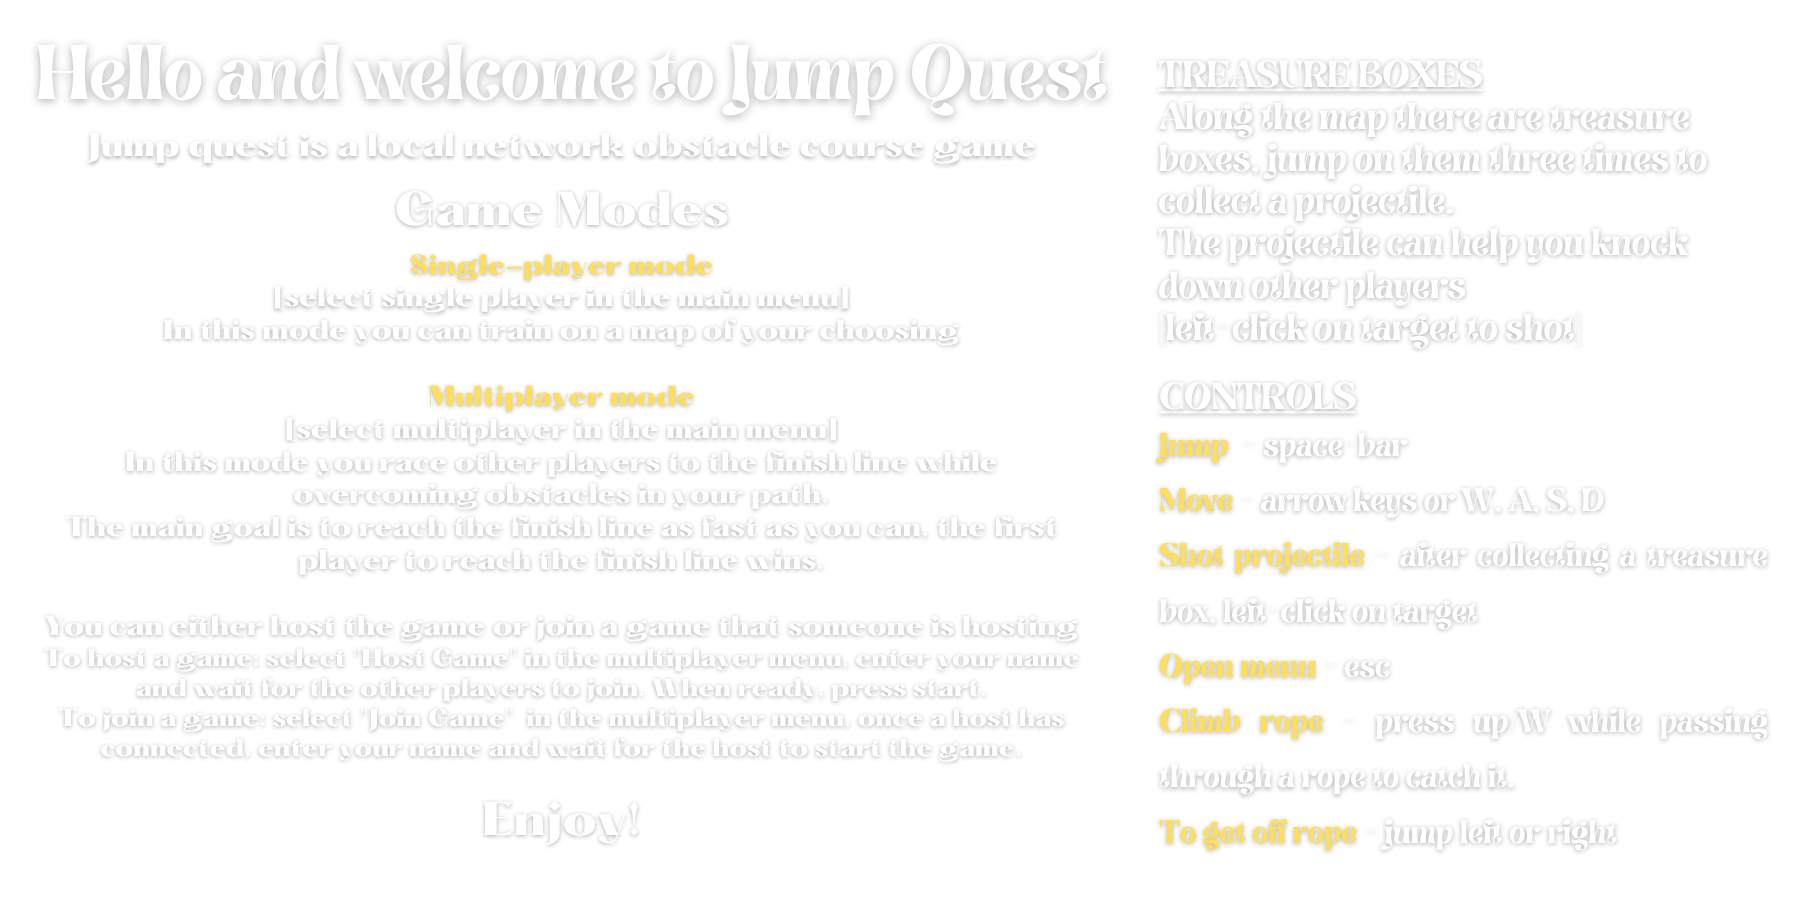 Hello and welcome to Jump Quest
Jump quest is a local network obstacle course game
Game Modes
Single-player mode
[select single player in the main menu]
In this mode you can train on a map of your choosing
Multiplayer mode
[select multiplayer in the main menu]
In this mode you race other players to the finish line while
overcoming obstacles in your path.
The main goal is to reach the finish line as fast as you can, the first
player to reach the finish line wins.
You can either host the game or join a game that someone is hosting
To host a game: select "Host Game" in the multiplayer menu, enter your name
and wait for the other players to join. When ready, press start.
To join a game: select "Join Game" in the multiplayer menu, once a host has
connected, enter your name and wait for the host to start the game.
Enjoy!
TREASURE BOXES
Along the map there are treasure
boxes, jump on them three times to
collect a projectile.
The projectile can help you knock
down other players
[left-click on target to shot]
CONTROLS
Jump - space-bar
Move - arrow keys or W, A, S, D
Shot projectile - after collecting a treasure
box, left-click on target
Open menu - esc
Climb rope - press up W while passing
through a rope to catch it.
To get off rope - jump left or right